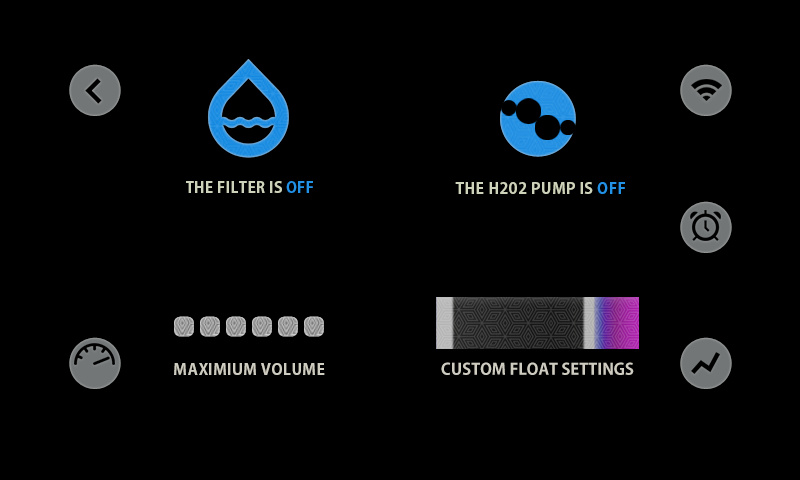 THE FILTER IS OFF
THE H202 PUMP IS OFF
MAXIMIUM VOLUME
CUSTOM FLOAT SETTINGS